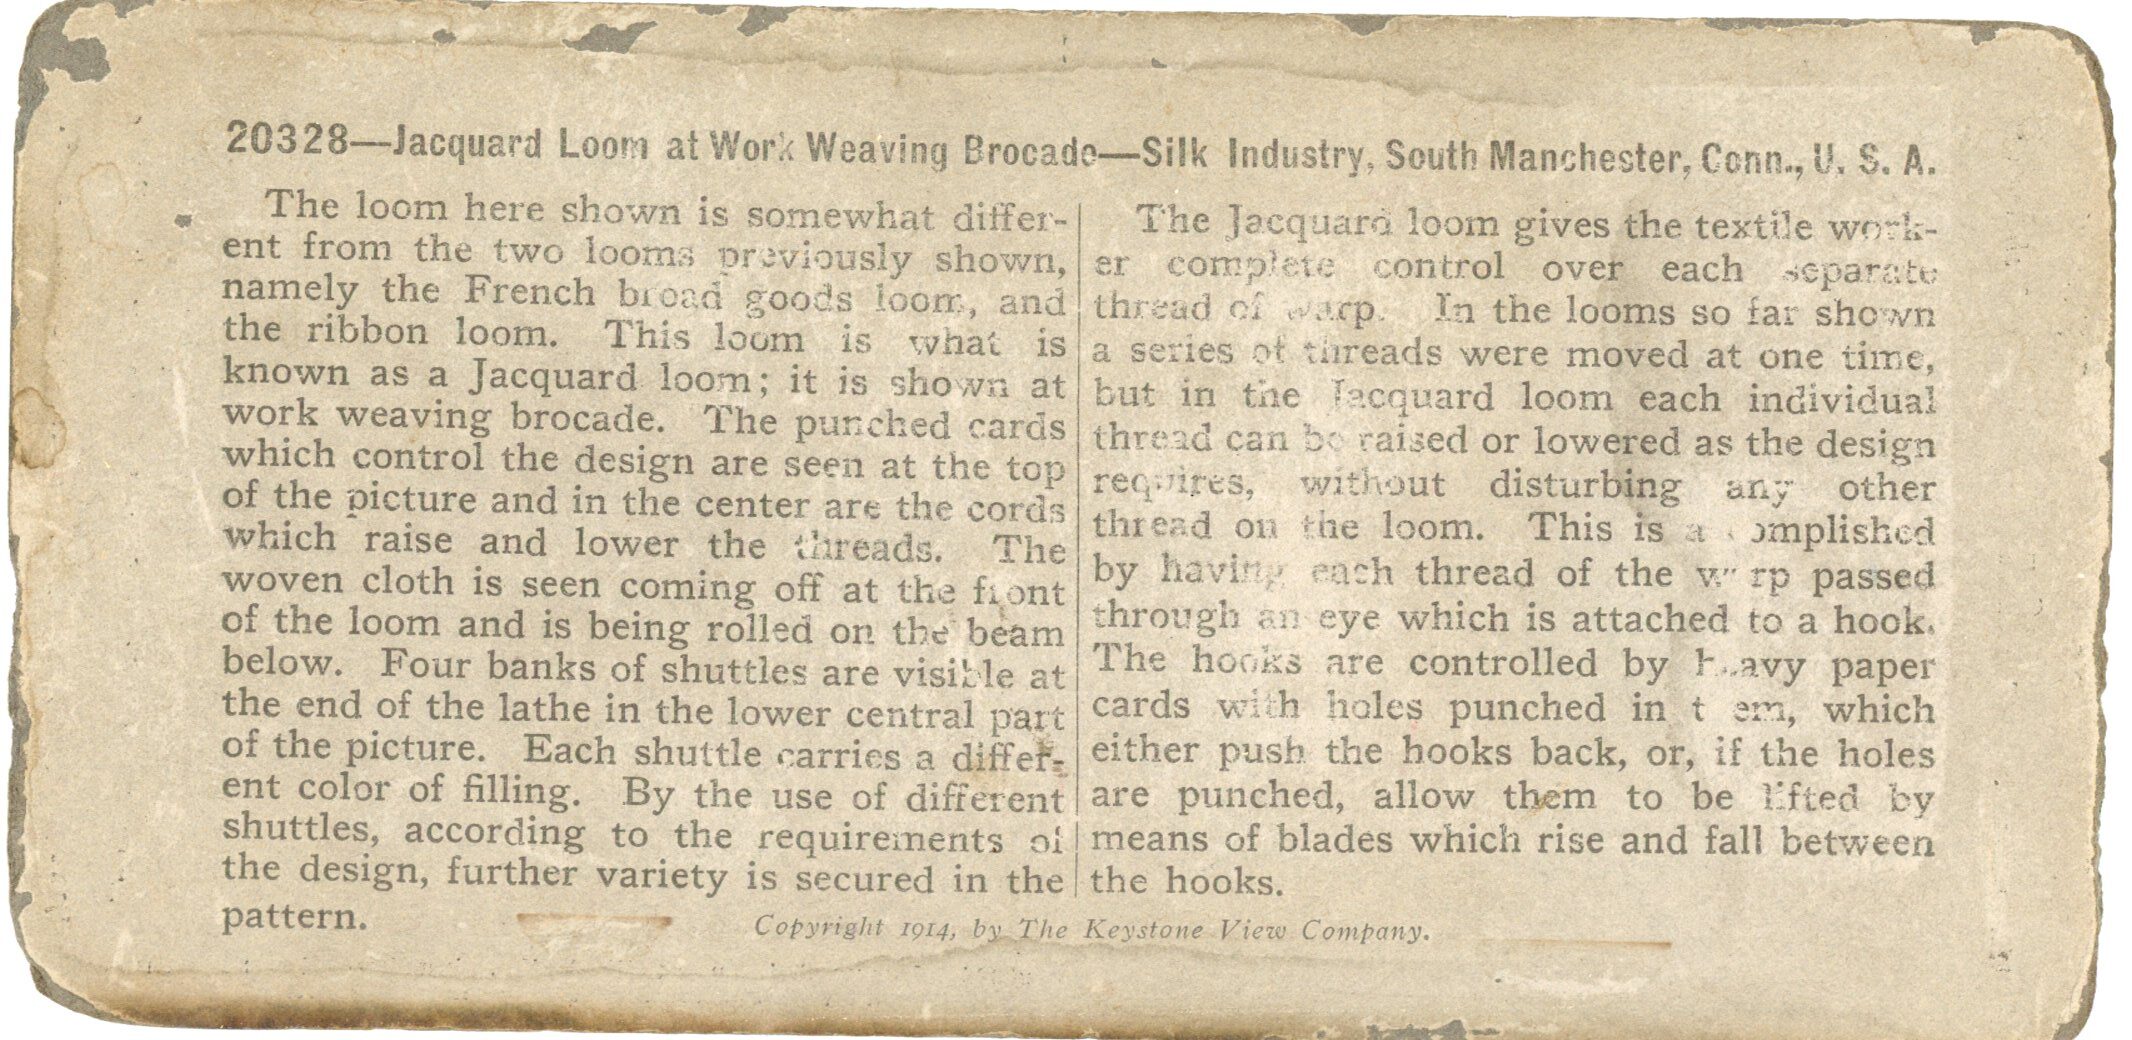 20328—Jacquard Loom at Work Weaving Brocade—Silk Industry, South Manchester, Conn., U. S. A.
The loom here shown is somewhat differ-
ent from the two looms previously shown,
namely the French broad goods loom, and
the ribbon loom. This loom is what is
known as a Jacquard loom; it is shown at
work weaving brocade. The punched cards
which control the design are seen at the top
of the picture and in the center are the cords
which raise and lower the threads. The
woven cloth is seen coming off at the front
of the loom and is being rolled on the beam
below. Four banks of shuttles are visible at
the end of the lathe in the lower central part
of the picture. Each shuttle carries a differ-
ent color of filling. By the use of different
shuttles, according to the requirements of
the design, further variety is secured in the
pattern.
The Jacquard loom gives the textile work-
er complete control over each separate
thread of warp. In the looms so far shown
a series of threads were moved at one time,
but in the Jacquard loom each individual
thread can be raised or lowered as the design
requires, without disturbing any other
thread on the loom. This is accomplished
by having each thread of the warp passed
through an eye which is attached to a hook.
The hooks are controlled by heavy paper
cards with holes punched in them, which
either push the hooks back, or, if the holes
are punched, allow them to be lifted by
means of blades which rise and fall between
the hooks.
Copyright 1914, by The Keystone View Company.